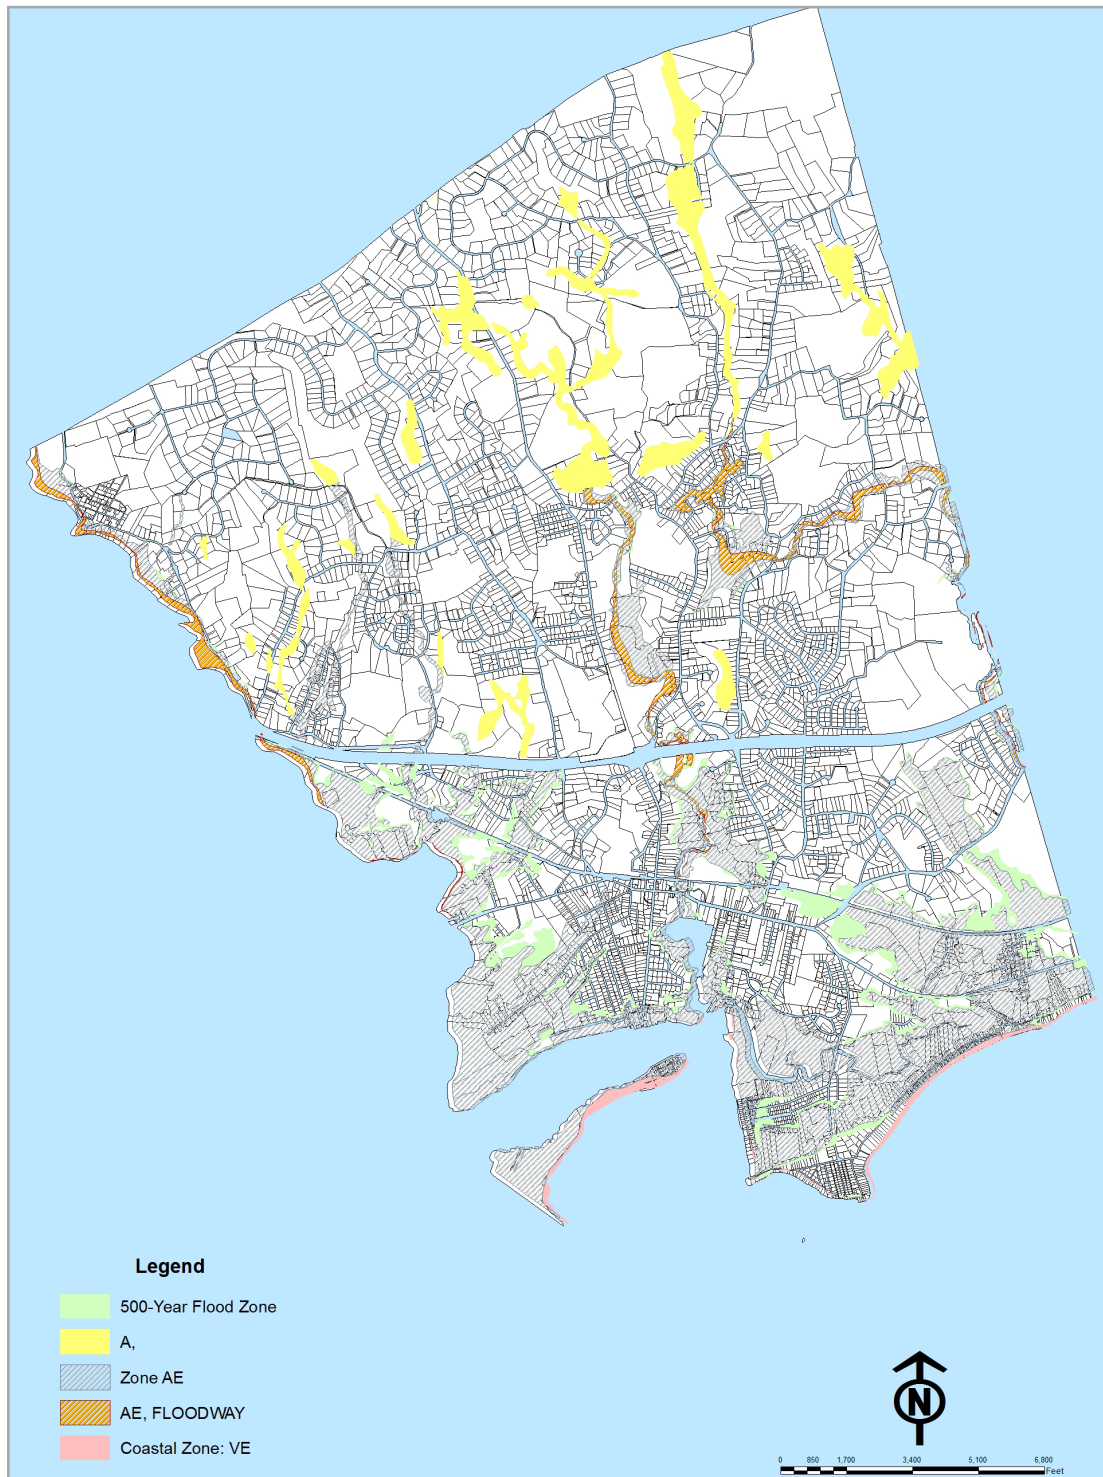 Legend
500-Year Flood Zone
A,
Zone AE
AE, FLOODWAY
Coastal Zone: VE
N
0 850 1,700 3,400 5,100 6,800
Feet